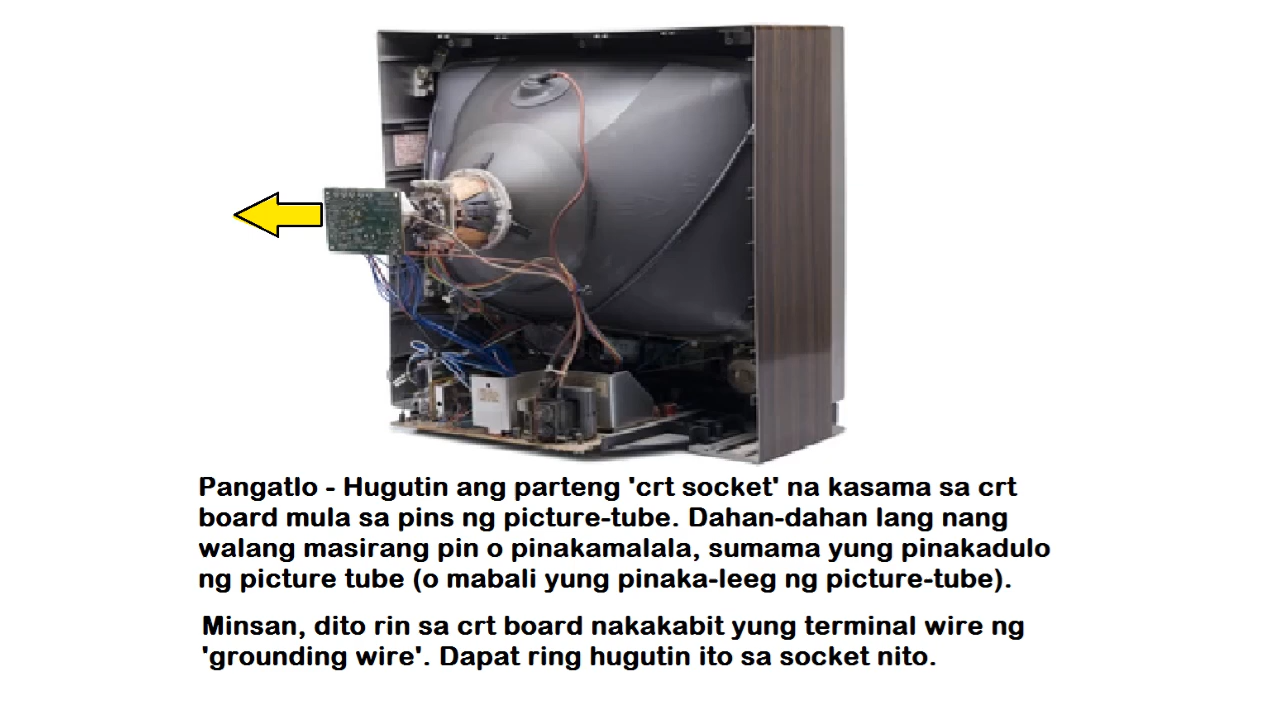 Pangatlo - Hugutin ang parteng 'crt socket' na kasama sa crt
board mula sa pins ng picture-tube. Dahan-dahan lang nang
walang masirang pin o pinakamalala, sumama yung pinakadulo
ng picture tube (o mabali yung pinaka-leeg ng picture-tube).
Minsan, dito rin sa crt board nakakabit yung terminal wire ng
'grounding wire'. Dapat ring hugutin ito sa socket nito.